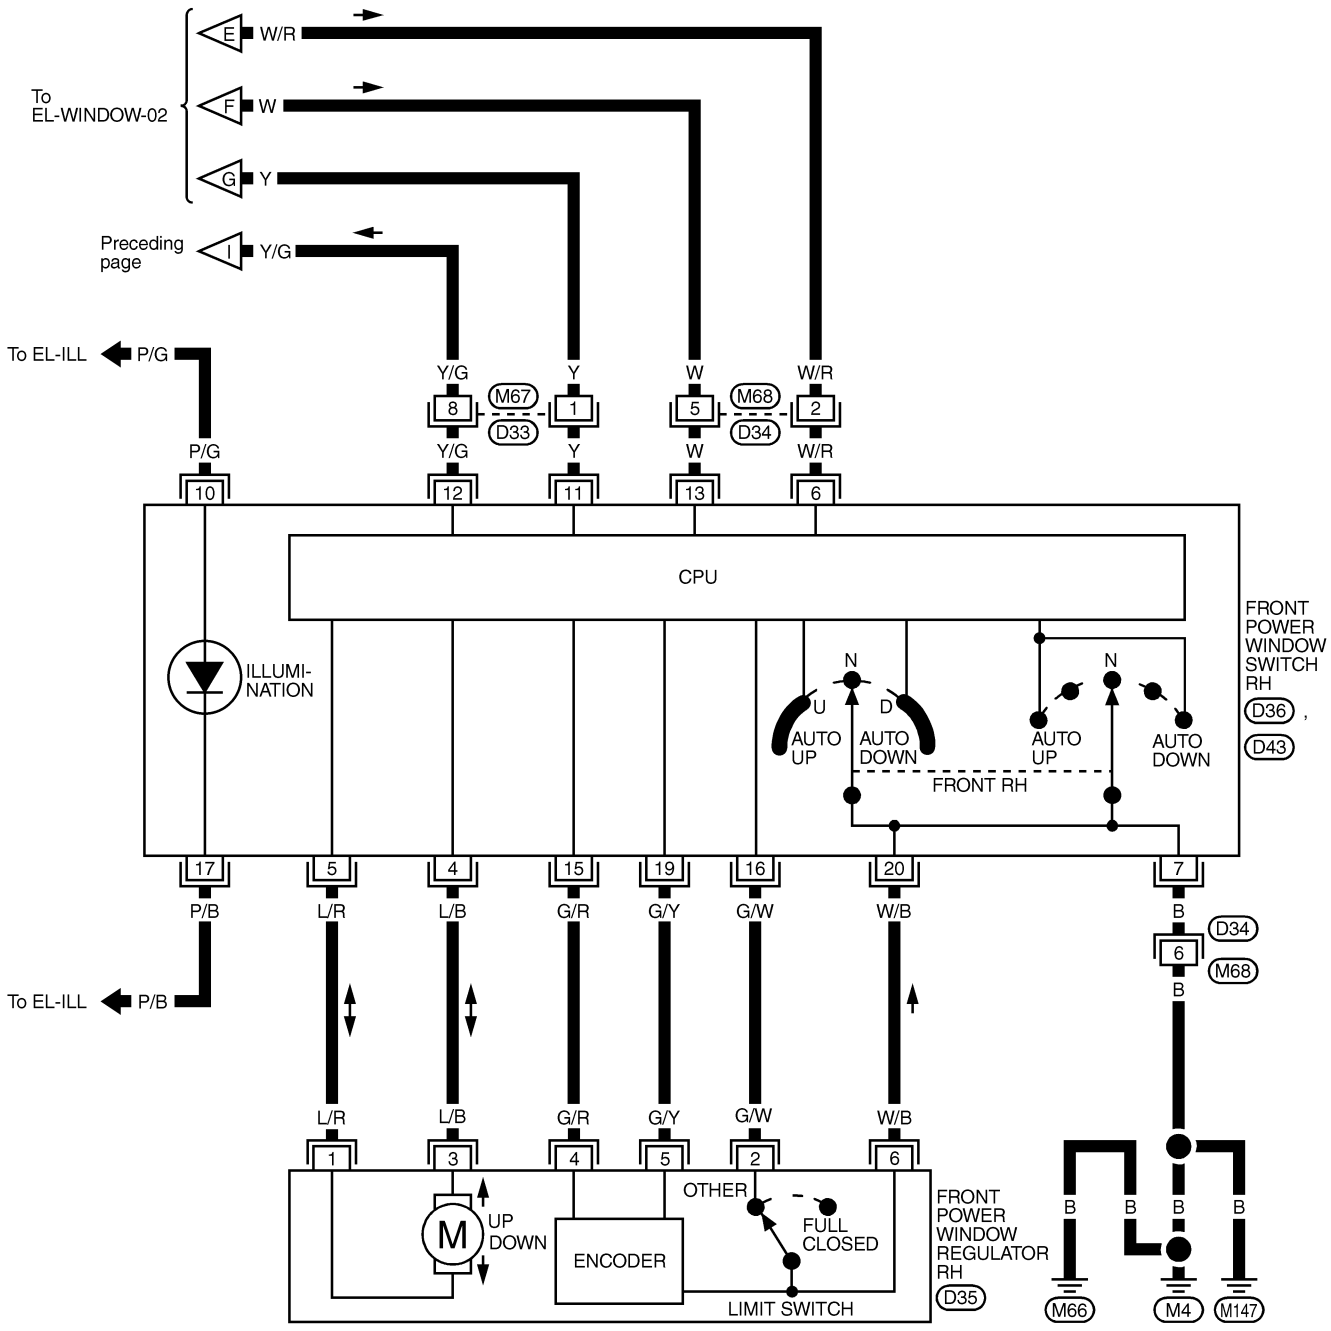 E W/R
To
EL-WINDOW-02
F W
G Y
Preceding
page
I Y/G
To EL-ILL P/G
Y/G Y W W/R
8 M67 1 5 M68 2
D33 D34
P/G Y/G Y W W/R
10 12 11 13 6
CPU
ILLUMI-
NATION
N
U D
AUTO
UP
AUTO
DOWN
FRONT RH
N
AUTO
UP
AUTO
DOWN
FRONT
POWER
WINDOW
SWITCH
RH
D36 ,
D43
17 5 4 15 19 16 20 7
P/B L/R L/B G/R G/Y G/W W/B B
D34
6
M68
B
To EL-ILL P/B
L/R L/B G/R G/Y G/W W/B
1 3 4 5 2 6
M
UP
DOWN
ENCODER
OTHER
FULL
CLOSED
LIMIT SWITCH
FRONT
POWER
WINDOW
REGULATOR
RH
D35
B B B B
M66 M4 M147